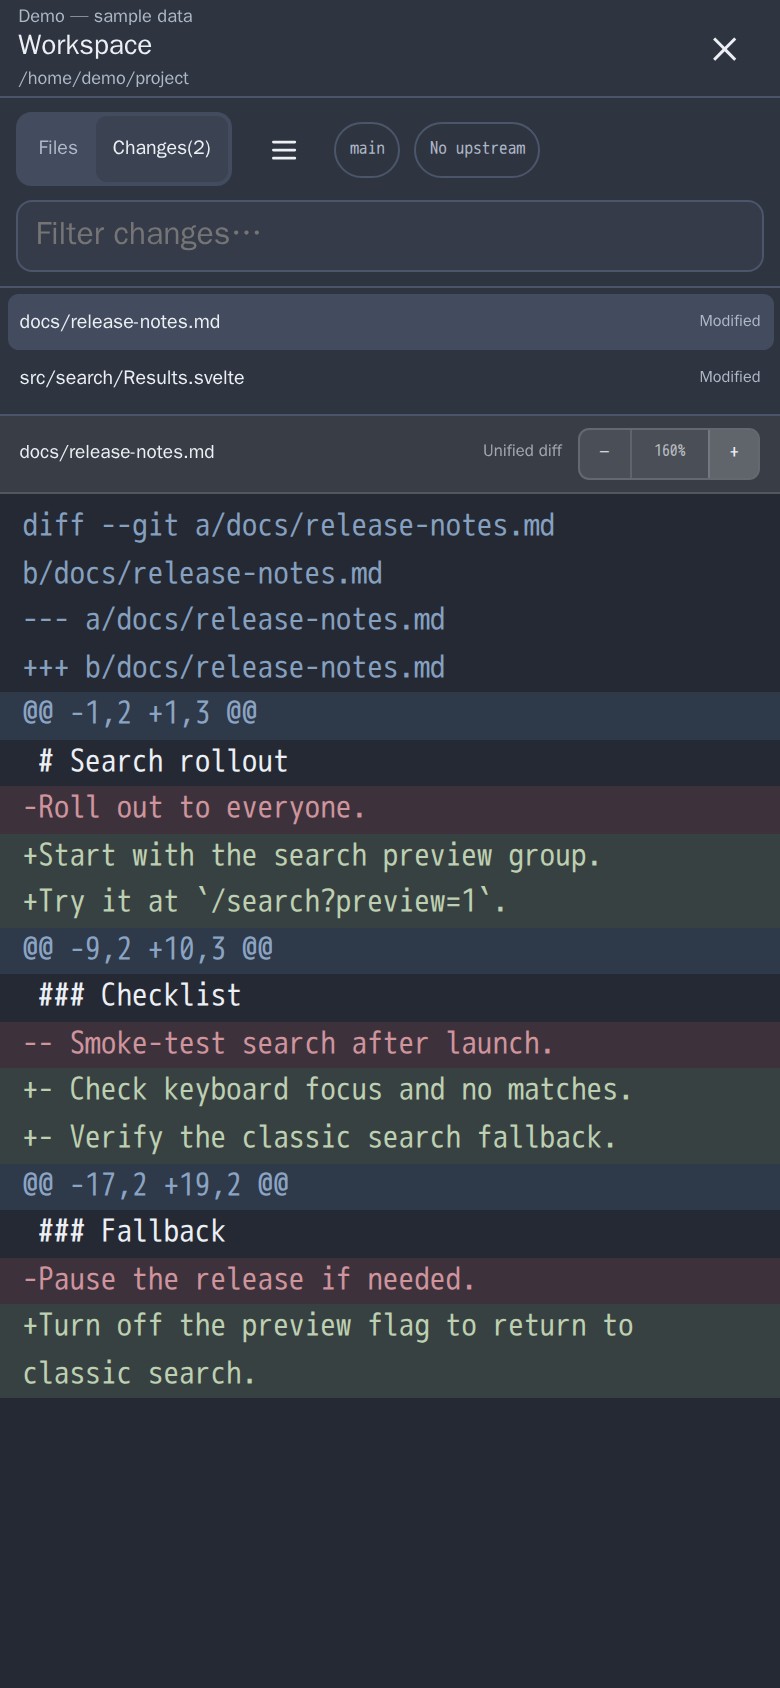 Demo — sample data
Workspace
/home/demo/project
Files Changes(2) main No upstream
Filter changes···
docs/release-notes.md Modified
src/search/Results.svelte Modified
docs/release-notes.md Unified diff − 160% +
diff --git a/docs/release-notes.md
b/docs/release-notes.md
--- a/docs/release-notes.md
+++ b/docs/release-notes.md
@@ -1,2 +1,3 @@
 # Search rollout
-Roll out to everyone.
+Start with the search preview group.
+Try it at `/search?preview=1`.
@@ -9,2 +10,3 @@
 ### Checklist
-- Smoke-test search after launch.
+- Check keyboard focus and no matches.
+- Verify the classic search fallback.
@@ -17,2 +19,2 @@
 ### Fallback
-Pause the release if needed.
+Turn off the preview flag to return to
classic search.